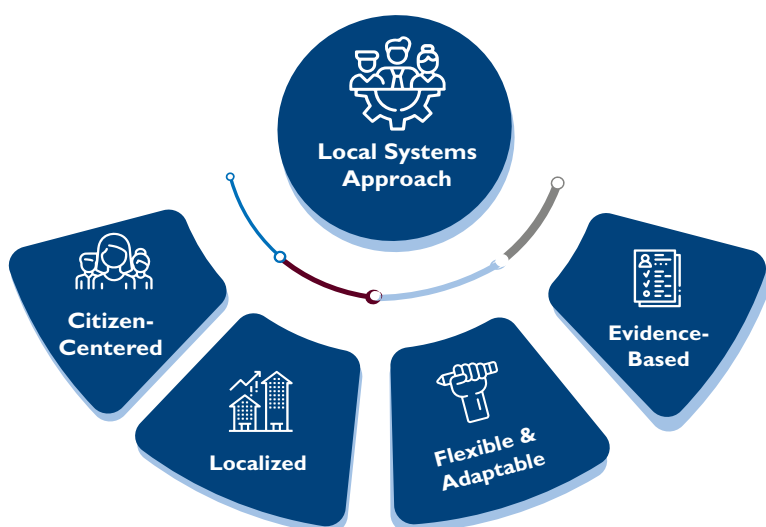 Local Systems
Approach
Citizen-
Centered
Localized
Flexible &
Adaptable
Evidence-
Based